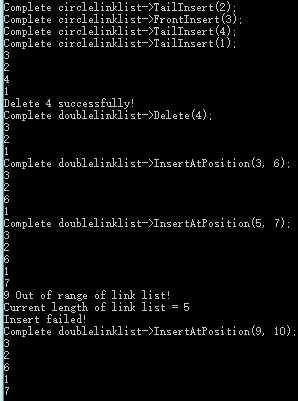 Complete circlelinklist->TailInsert(2);
Complete circlelinklist->FrontInsert(3);
Complete circlelinklist->TailInsert(4);
Complete circlelinklist->TailInsert(1);
3
2
4
1
Delete 4 successfully!
Complete doublelinklist->Delete(4);
3
2
1
Complete doublelinklist->InsertAtPosition(3, 6);
3
2
6
1
Complete doublelinklist->InsertAtPosition(5, 7);
3
2
6
1
7
9 Out of range of link list!
Current length of link list = 5
Insert failed!
Complete doublelinklist->InsertAtPosition(9, 10);
3
2
6
1
7